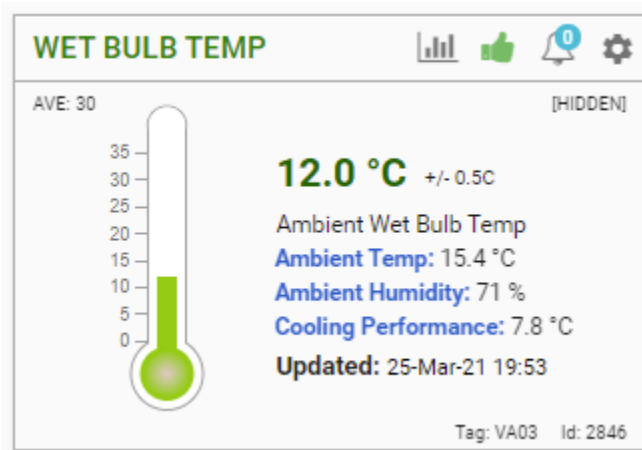 WET BULB TEMP
0
AVE: 30
[HIDDEN]
35
30
25
20
15
10
5
0
12.0 °C +/- 0.5C
Ambient Wet Bulb Temp
Ambient Temp: 15.4 °C
Ambient Humidity: 71 %
Cooling Performance: 7.8 °C
Updated: 25-Mar-21 19:53
Tag: VA03 Id: 2846